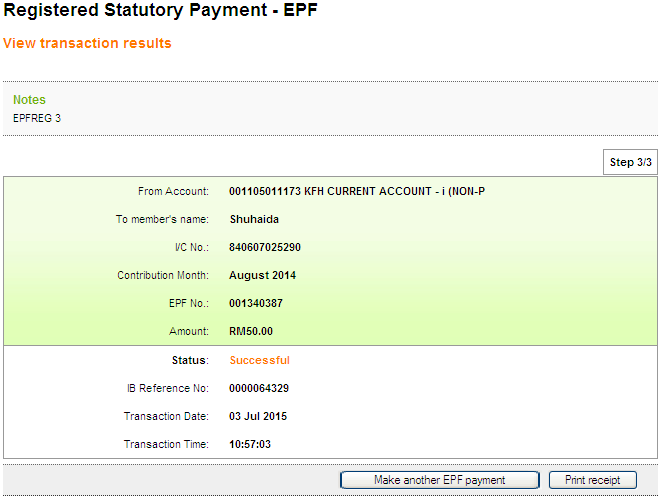 Registered Statutory Payment - EPF
View transaction results
Notes
EPFREG 3
Step 3/3
From Account: 001105011173 KFH CURRENT ACCOUNT - i (NON-P
To member's name: Shuhaida
I/C No.: 840607025290
Contribution Month: August 2014
EPF No.: 001340387
Amount: RM50.00
Status: Successful
IB Reference No: 0000064329
Transaction Date: 03 Jul 2015
Transaction Time: 10:57:03
Make another EPF payment Print receipt